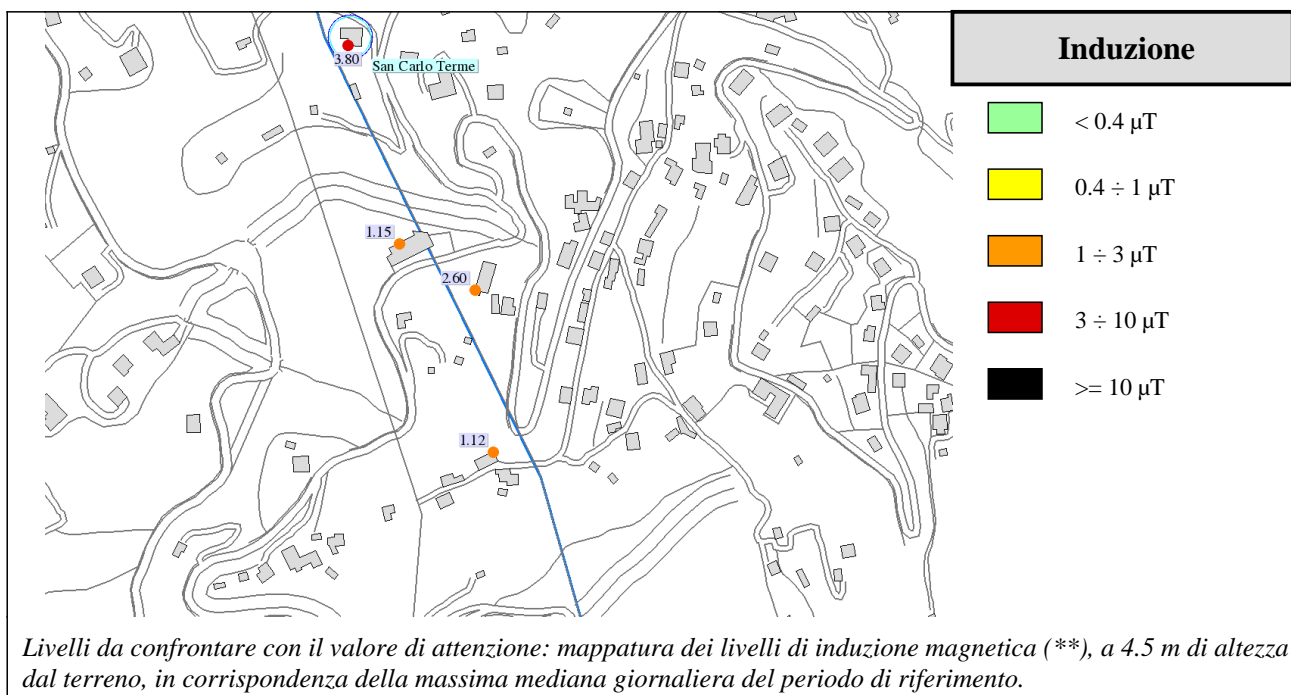 Induzione
3.80
San Carlo Terme
< 0.4 µT
0.4 ÷ 1 µT
1.15
1 ÷ 3 µT
2.60
3 ÷ 10 µT
>= 10 µT
1.12
Livelli da confrontare con il valore di attenzione: mappatura dei livelli di induzione magnetica (**), a 4.5 m di altezza
dal terreno, in corrispondenza della massima mediana giornaliera del periodo di riferimento.